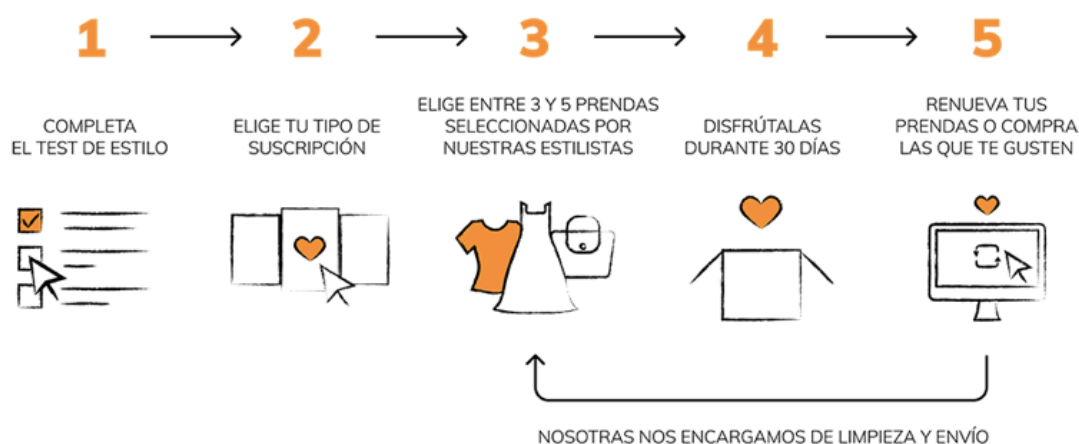 1
COMPLETA
EL TEST DE ESTILO
2
ELIGE TU TIPO DE
SUSCRIPCIÓN
3
ELIGE ENTRE 3 Y 5 PRENDAS
SELECCIONADAS POR
NUESTRAS ESTILISTAS
4
DISFRÚTALAS
DURANTE 30 DÍAS
5
RENUEVA TUS
PRENDAS O COMPRA
LAS QUE TE GUSTEN
NOSOTRAS NOS ENCARGAMOS DE LIMPIEZA Y ENVÍO